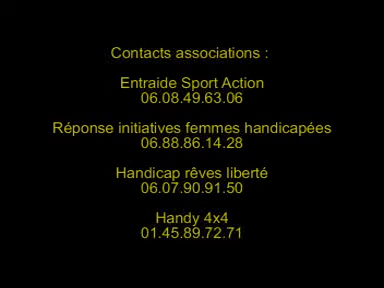 Contacts associations :
Entraide Sport Action
06.08.49.63.06
Réponse initiatives femmes handicapées
06.88.86.14.28
Handicap rêves liberté
06.07.90.91.50
Handy 4x4
01.45.89.72.71